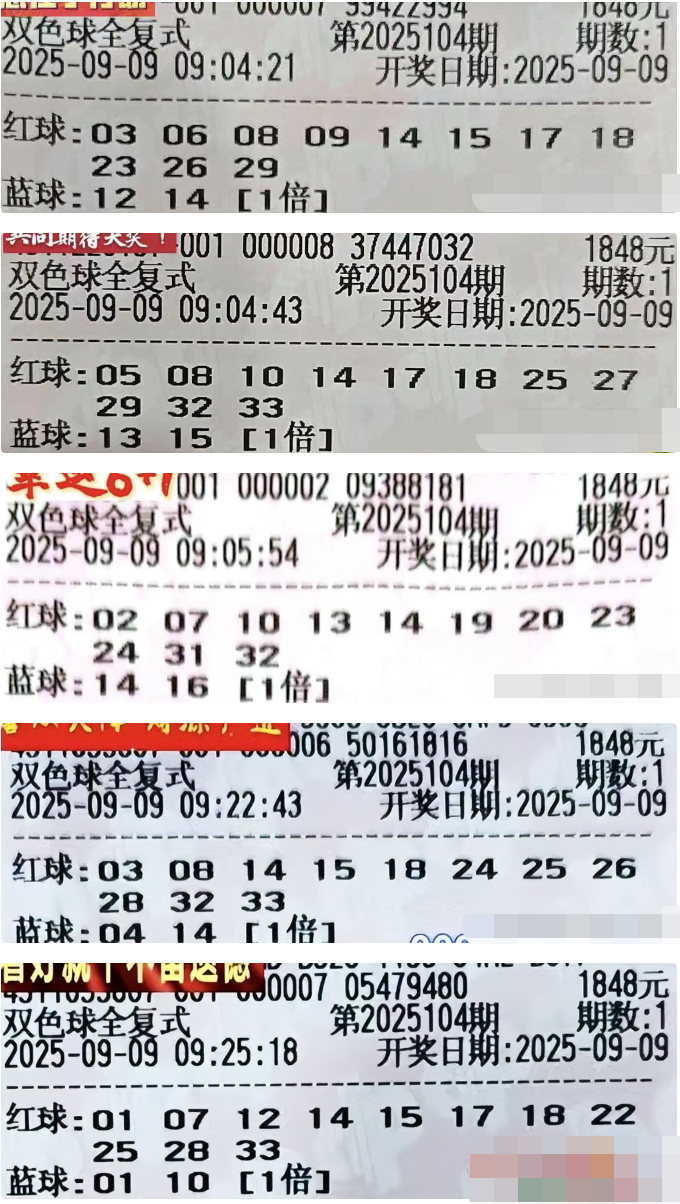 -001 000007 99422994 1848元
双色球全复式 第2025104期 期数:1
2025-09-09 09:04:21 开奖日期:2025-09-09
红球:03 06 08 09 14 15 17 18
23 26 29
蓝球:12 14 [1倍]
共同期待大奖!
-001 000008 37447032 1848元
双色球全复式 第2025104期 期数:1
2025-09-09 09:04:43 开奖日期:2025-09-09
红球:05 08 10 14 17 18 25 27
29 32 33
蓝球:13 15 [1倍]
幸运6+1
001 000002 09388181 1848元
双色球全复式 第2025104期 期数:1
2025-09-09 09:05:54 开奖日期:2025-09-09
红球:02 07 10 13 14 19 20 23
24 31 32
蓝球:14 16 [1倍]
006 50161816 1848元
双色球全复式 第2025104期 期数:1
2025-09-09 09:22:43 开奖日期:2025-09-09
红球:03 08 14 15 18 24 25 26
28 32 33
蓝球:04 14 [1倍]
001 000007 05479480 1848元
双色球全复式 第2025104期 期数:1
2025-09-09 09:25:18 开奖日期:2025-09-09
红球:01 07 12 14 15 17 18 22
25 28 33
蓝球:01 10 [1倍]